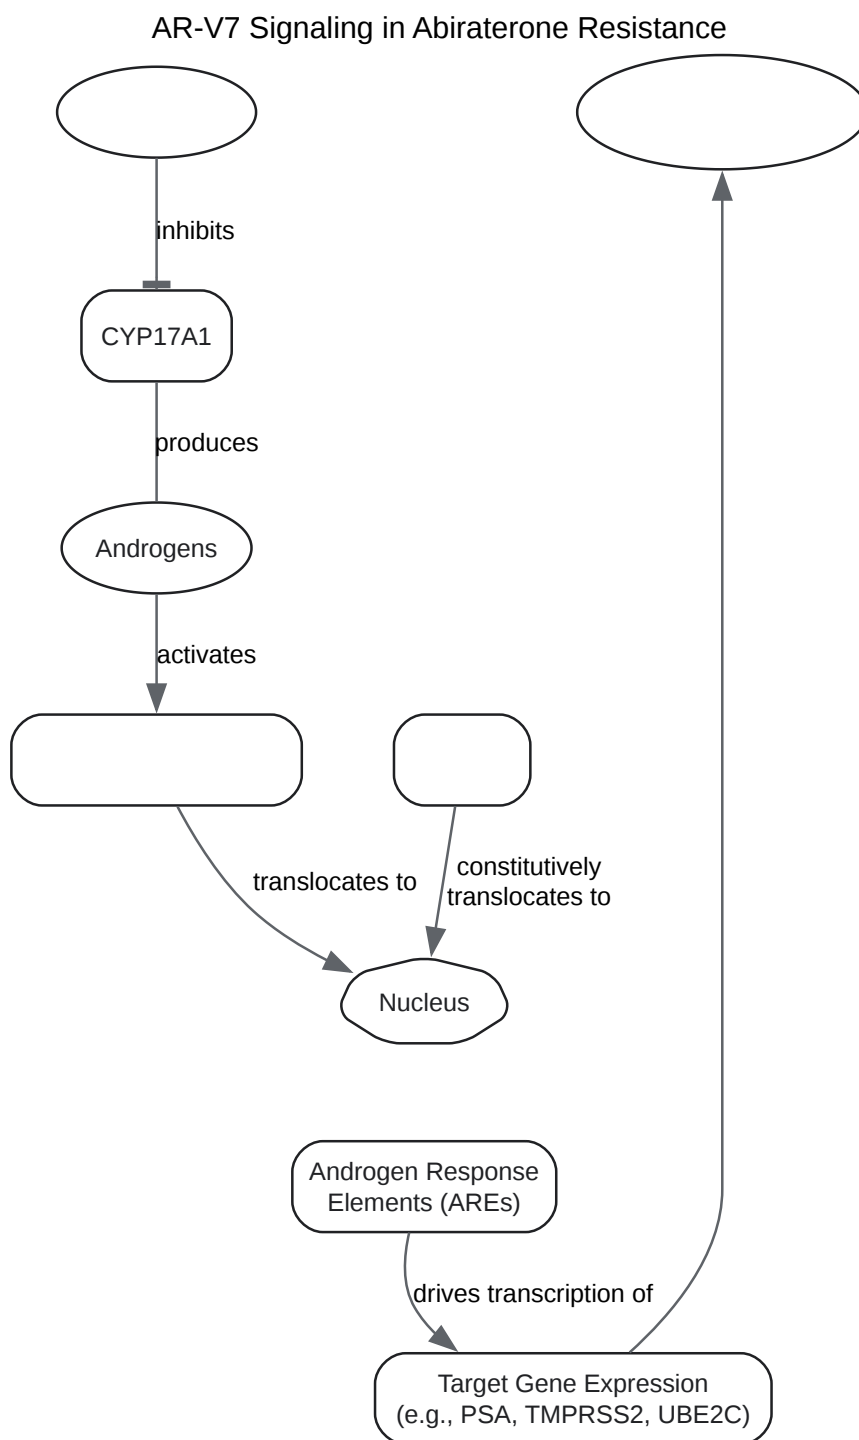 AR-V7 Signaling in Abiraterone Resistance
inhibits
CYP17A1
produces
Androgens
activates
translocates to
constitutively
translocates to
Nucleus
Androgen Response
Elements (AREs)
drives transcription of
Target Gene Expression
(e.g., PSA, TMPRSS2, UBE2C)